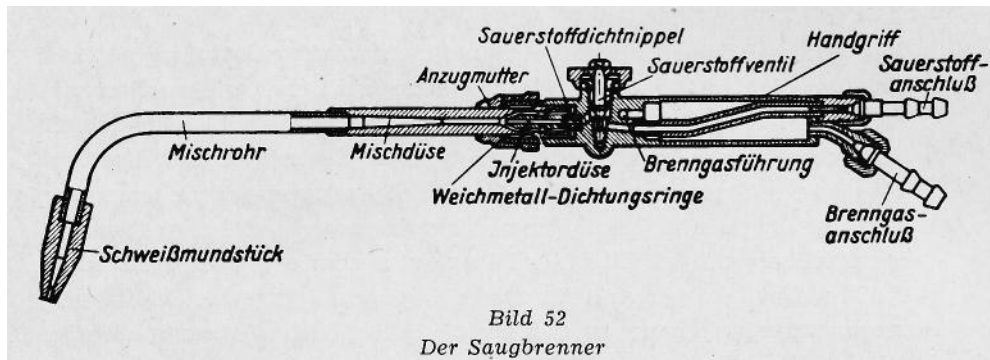 Sauerstoffdichtnippel
Handgriff
Anzugmutter
Sauerstoffventil
Sauerstoff-
anschluß
Mischrohr
Mischdüse
Injektordüse
Weichmetall-Dichtungsringe
Brenngasführung
Brenngas-
anschluß
Schweißmundstück
Bild 52
Der Saugbrenner